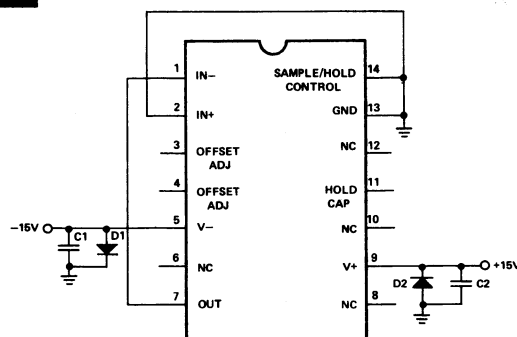 1 IN− SAMPLE/HOLD 14
CONTROL
2 IN+ GND 13
3 OFFSET NC 12
ADJ
4 OFFSET HOLD 11
ADJ CAP
−15V C1 D1 5 V− NC 10
6 NC V+ 9 +15V
D2 C2
7 OUT NC 8